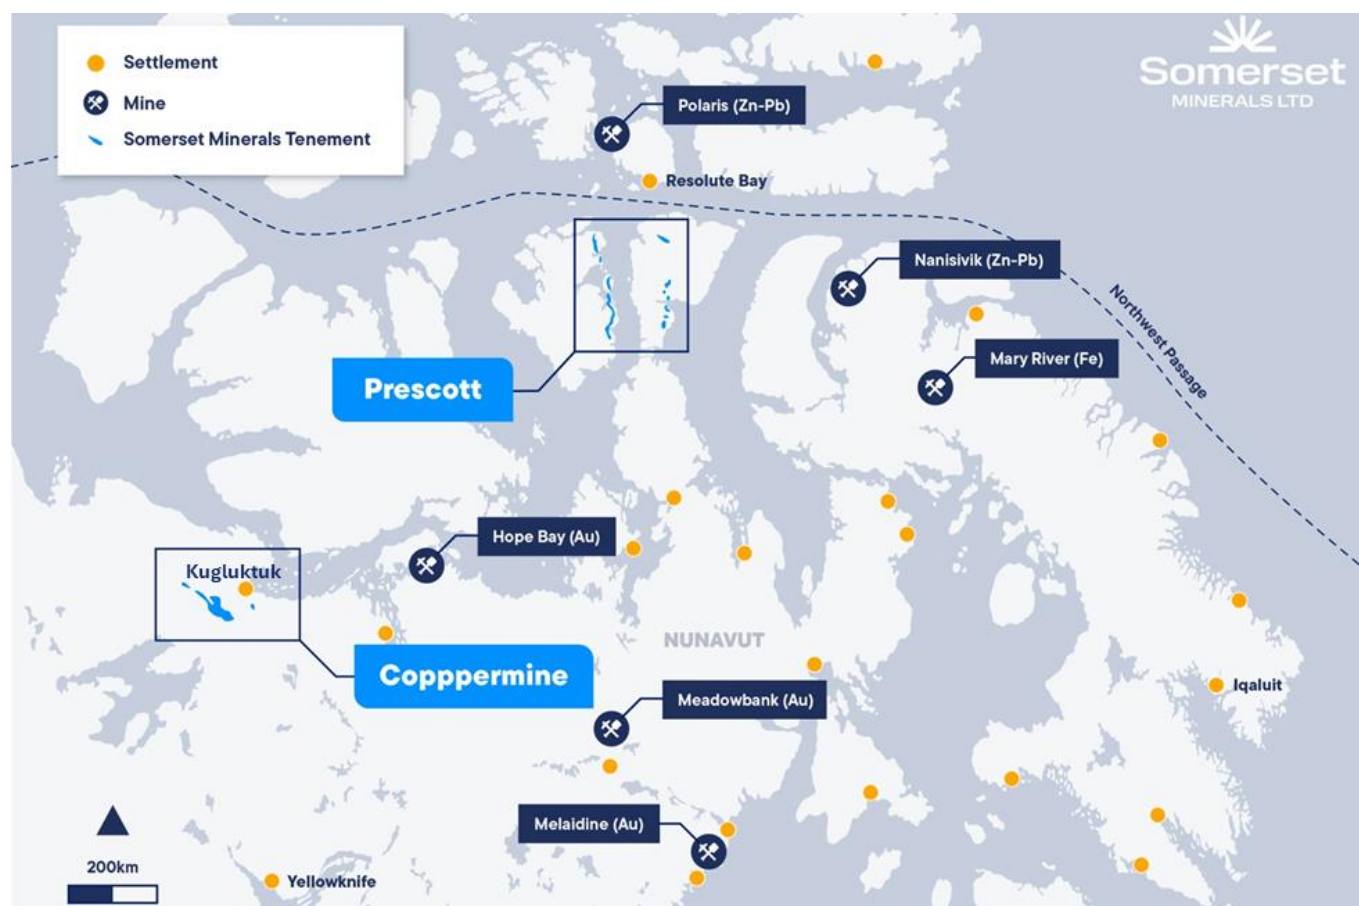 Settlement
Mine
Somerset Minerals Tenement
Somerset
MINERALS LTD
Polaris (Zn-Pb)
Resolute Bay
Nanisivik (Zn-Pb)
Northwest Passage
Mary River (Fe)
Prescott
Hope Bay (Au)
Kugluktuk
NUNAVUT
Copppermine
Meadowbank (Au)
Iqaluit
Melaidine (Au)
200km
Yellowknife